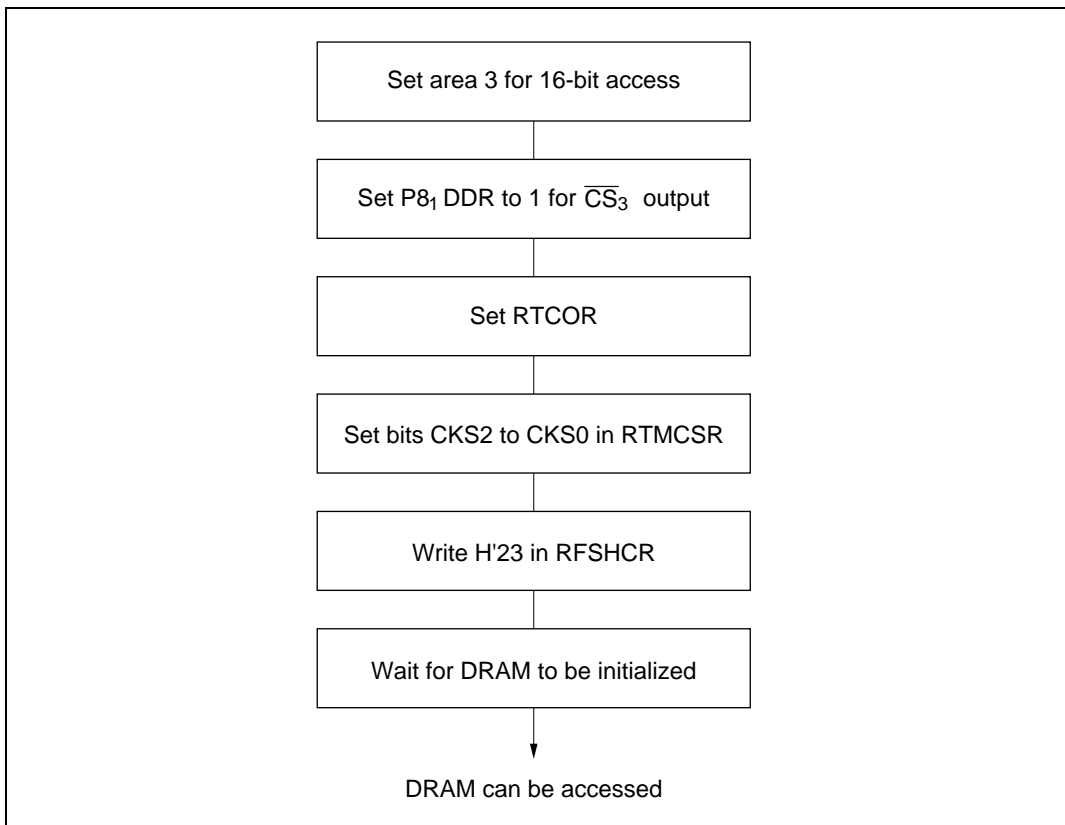 Set area 3 for 16-bit access
Set P8₁ DDR to 1 for C̅S̅₃ output
Set RTCOR
Set bits CKS2 to CKS0 in RTMCSR
Write H'23 in RFSHCR
Wait for DRAM to be initialized
DRAM can be accessed